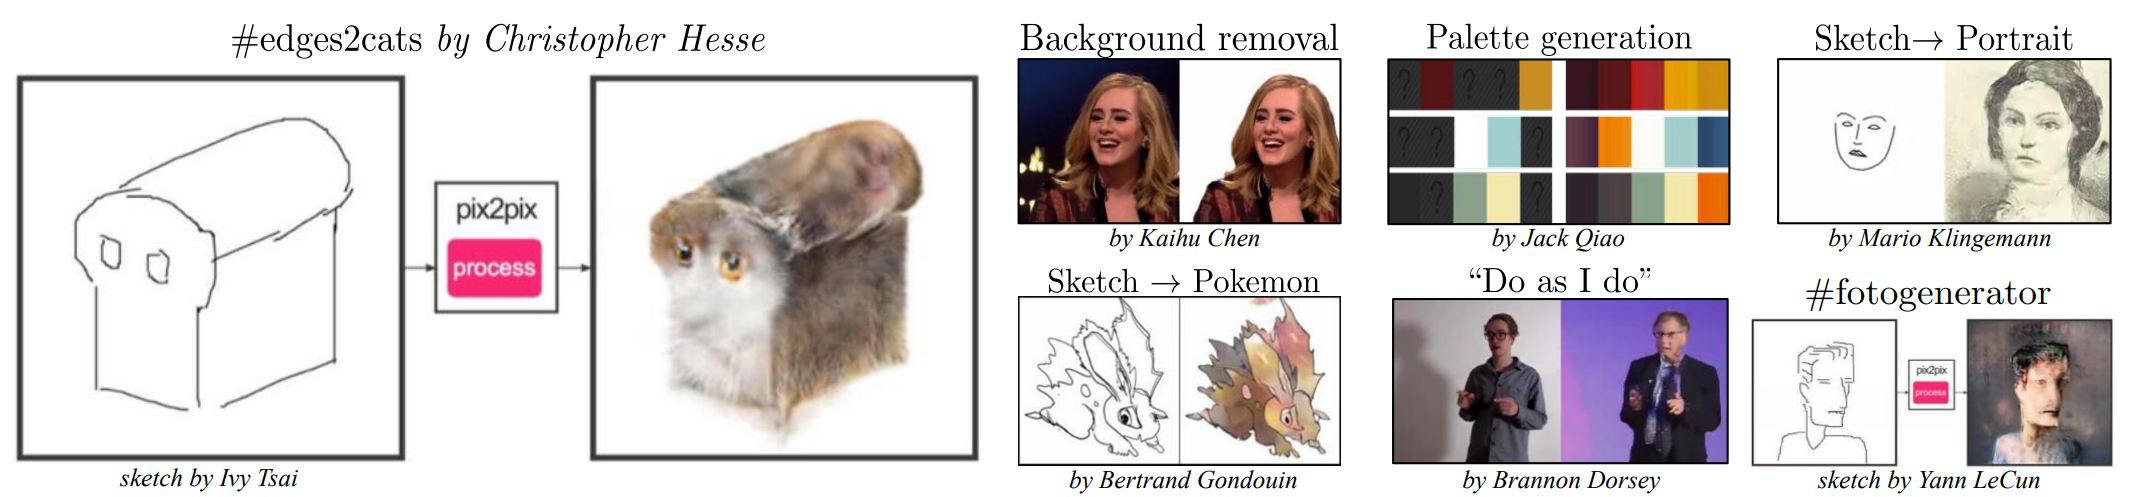 #edges2cats by Christopher Hesse
pix2pix
process
sketch by Ivy Tsai
Background removal
by Kaihu Chen
Palette generation
? ? ?
? ? ?
? ?
by Jack Qiao
Sketch→ Portrait
by Mario Klingemann
Sketch → Pokemon
by Bertrand Gondouin
“Do as I do”
by Brannon Dorsey
#fotogenerator
pix2pix
process
sketch by Yann LeCun